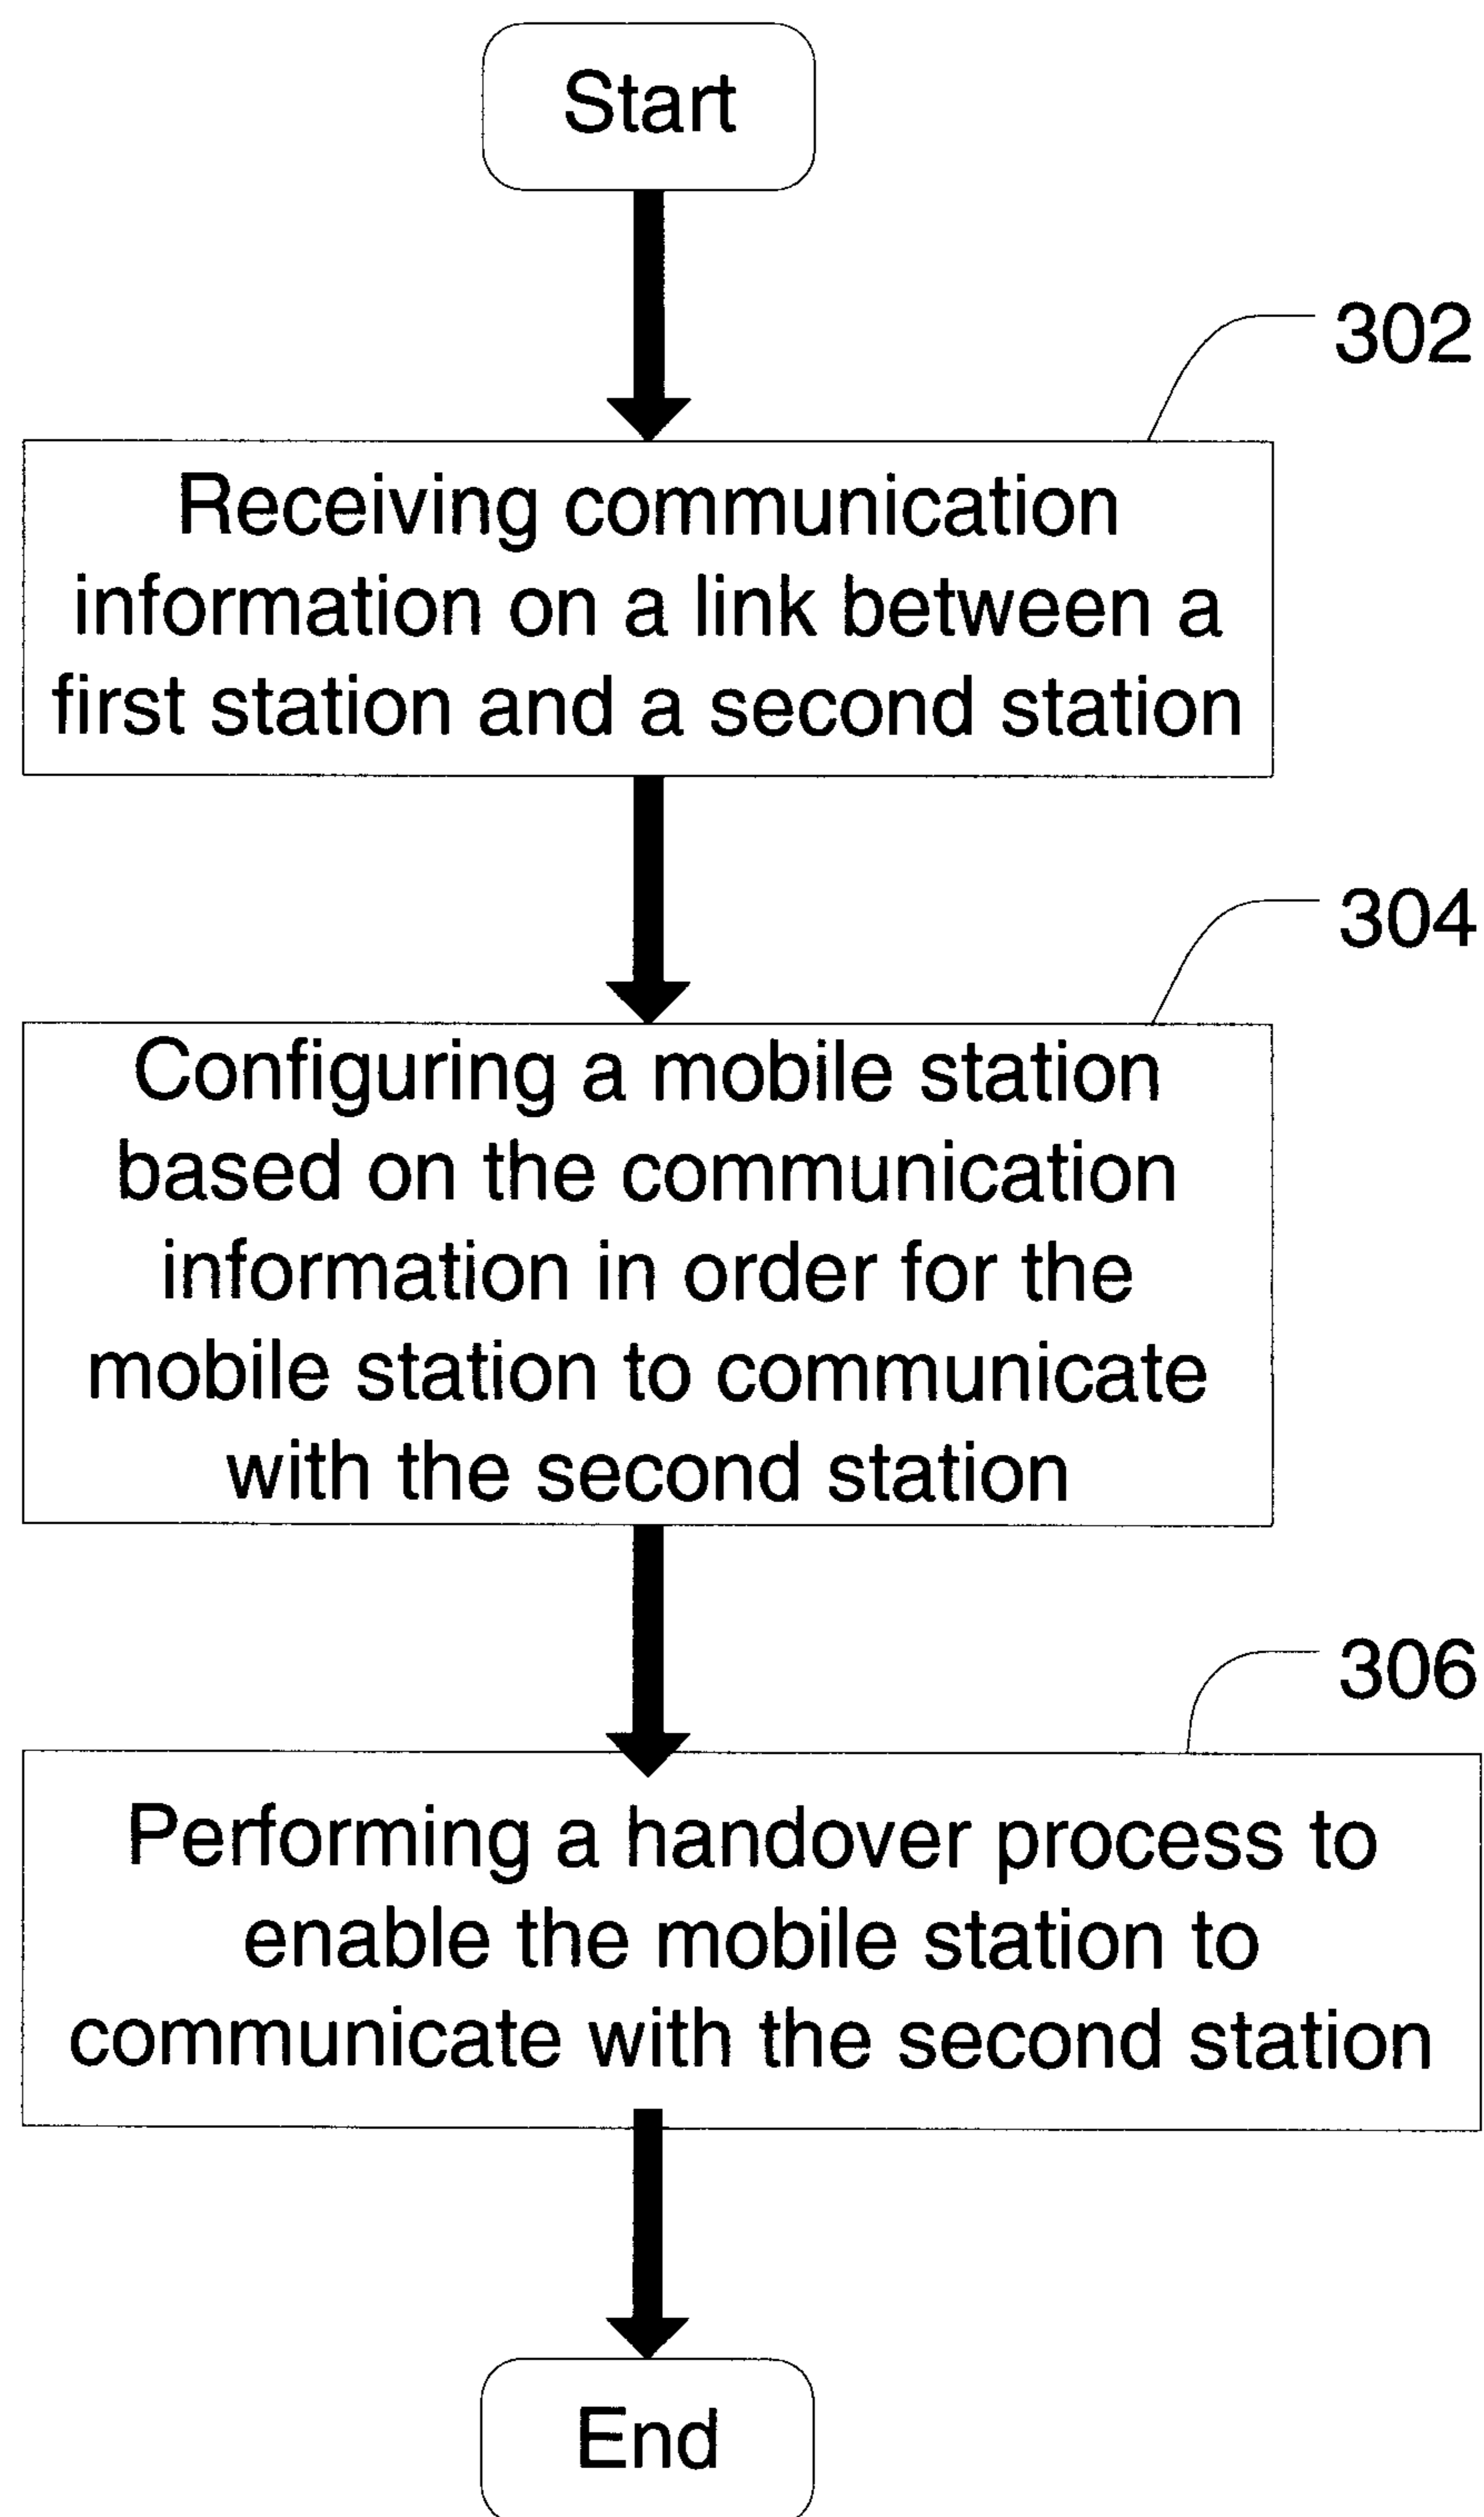 Start
302
Receiving communication
information on a link between a
first station and a second station
304
Configuring a mobile station
based on the communication
information in order for the
mobile station to communicate
with the second station
306
Performing a handover process to
enable the mobile station to
communicate with the second station
End